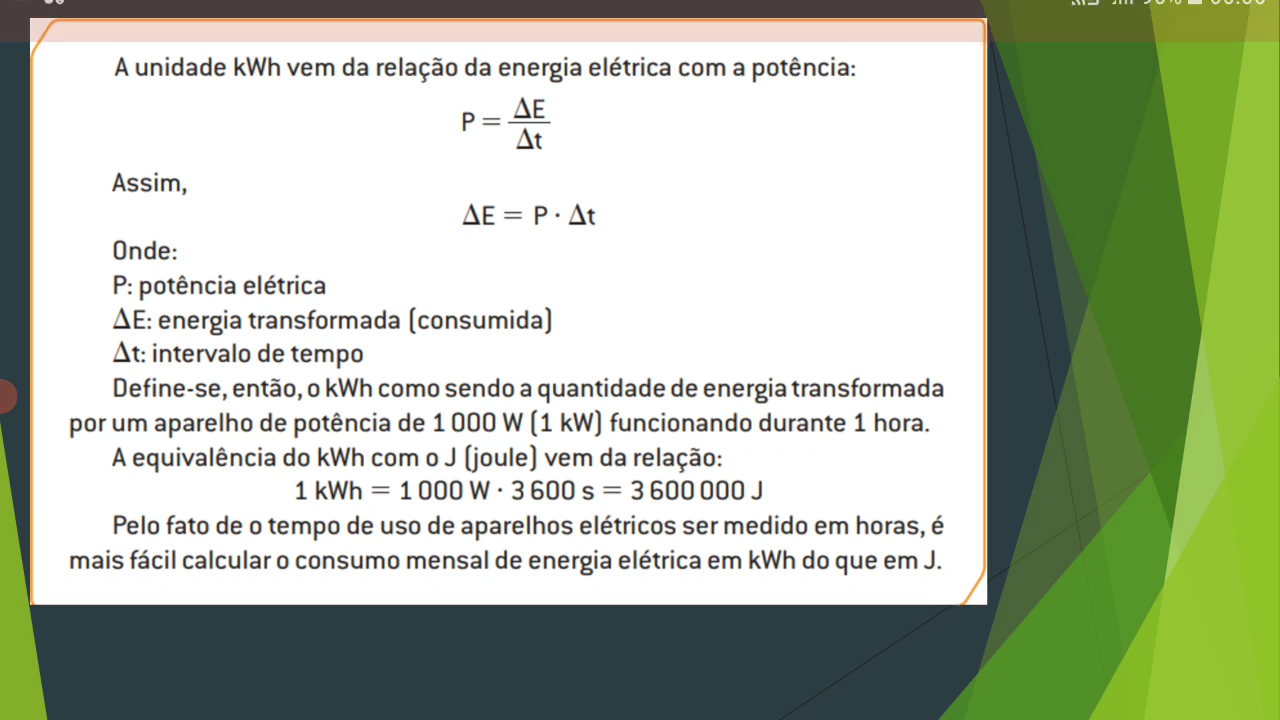 A unidade kWh vem da relação da energia elétrica com a potência:
P = ΔE/Δt
Assim,
ΔE = P · Δt
Onde:
P: potência elétrica
ΔE: energia transformada (consumida)
Δt: intervalo de tempo
Define-se, então, o kWh como sendo a quantidade de energia transformada
por um aparelho de potência de 1 000 W (1 kW) funcionando durante 1 hora.
A equivalência do kWh com o J (joule) vem da relação:
1 kWh = 1 000 W · 3 600 s = 3 600 000 J
Pelo fato de o tempo de uso de aparelhos elétricos ser medido em horas, é
mais fácil calcular o consumo mensal de energia elétrica em kWh do que em J.